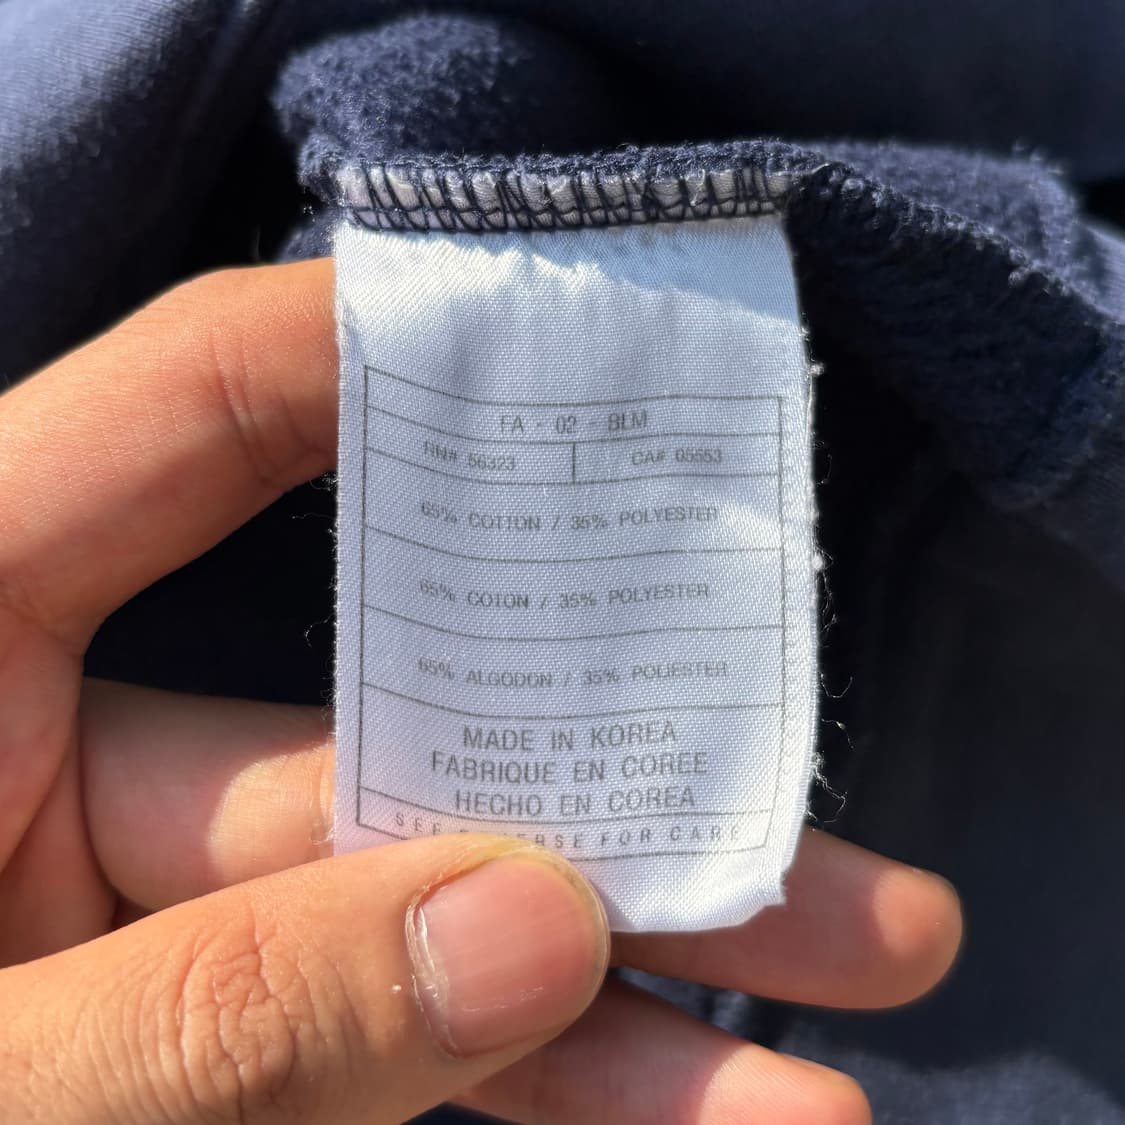 FA - 02 - BLM
RN# 56323 CA# 05553
65% COTTON / 35% POLYESTER
65% COTON / 35% POLYESTER
65% ALGODON / 35% POLIESTER
MADE IN KOREA
FABRIQUE EN COREE
HECHO EN COREA
SEE FOR CARE